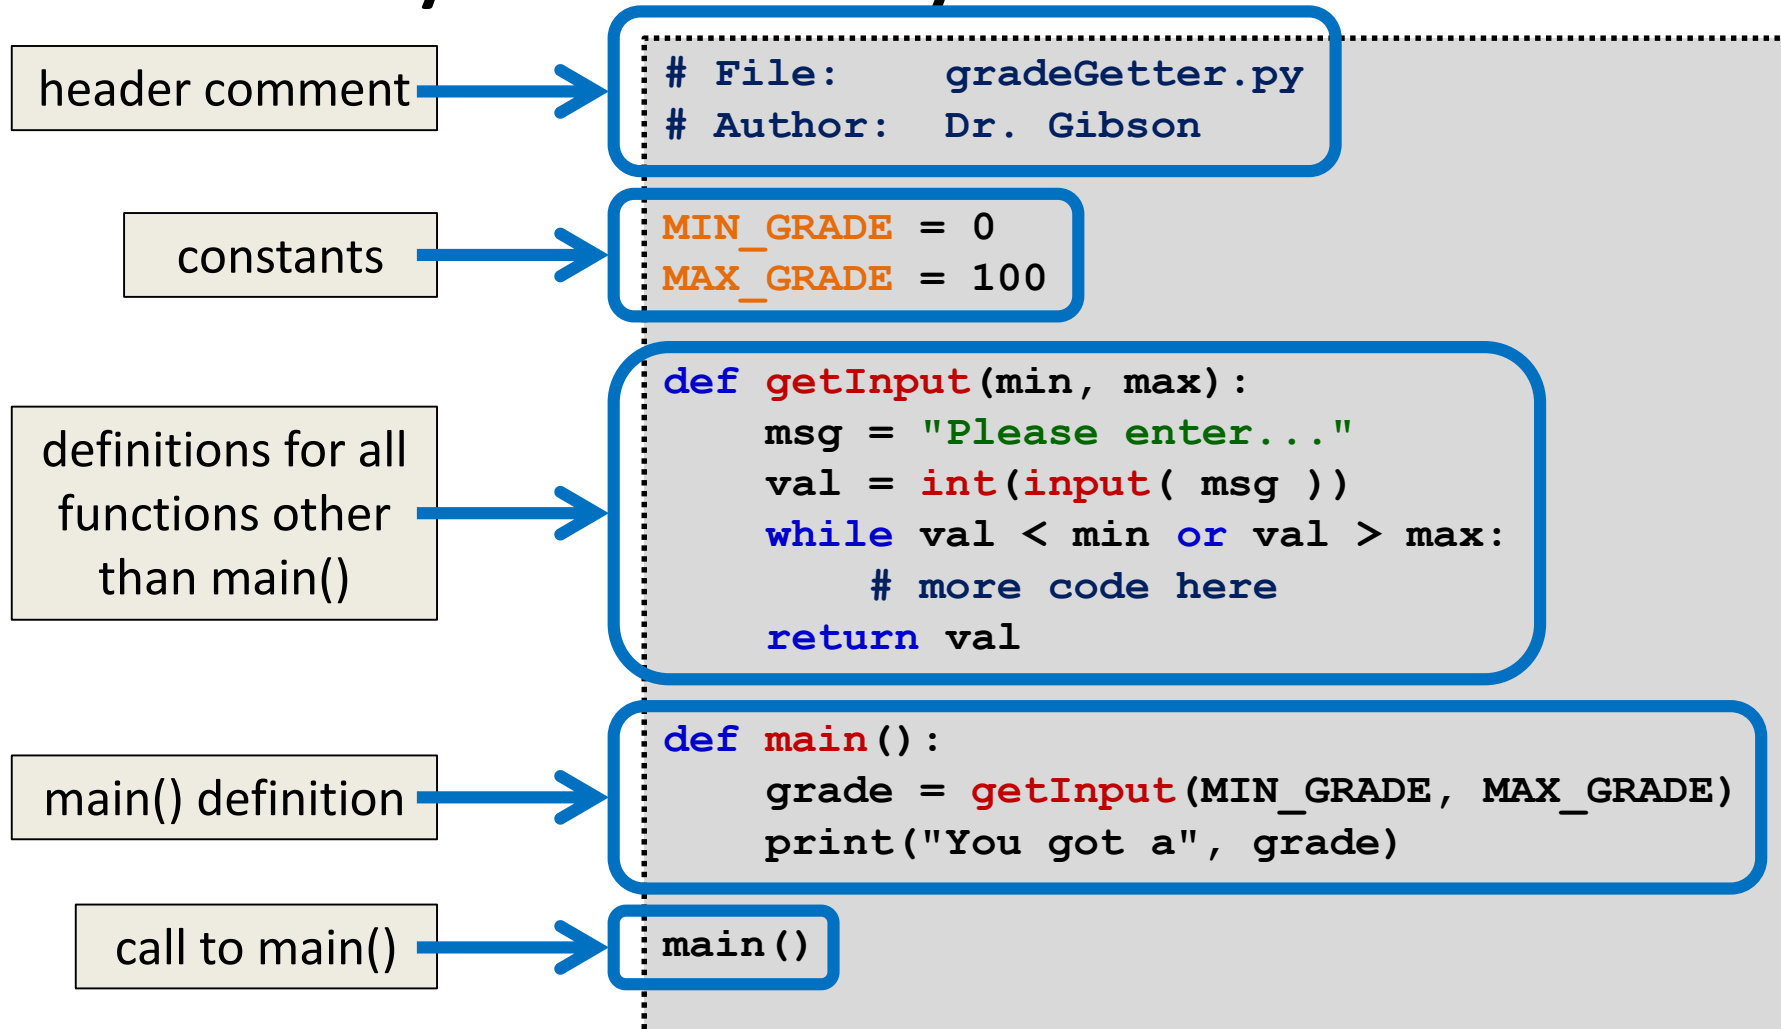 header comment
# File:    gradeGetter.py
# Author:  Dr. Gibson
constants
MIN_GRADE = 0
MAX_GRADE = 100
definitions for all
functions other
than main()
def getInput(min, max):
    msg = "Please enter..."
    val = int(input( msg ))
    while val < min or val > max:
        # more code here
    return val
main() definition
def main():
    grade = getInput(MIN_GRADE, MAX_GRADE)
    print("You got a", grade)
call to main()
main()